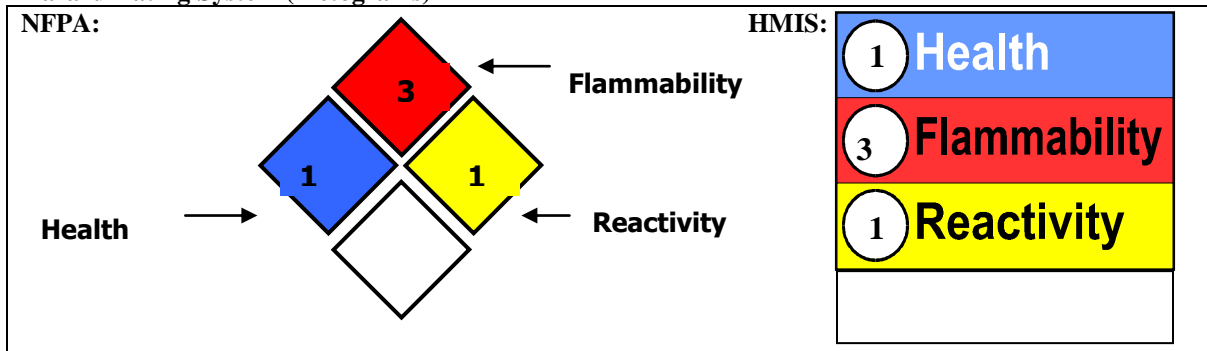 NFPA:
3
Flammability
1
1
Health
Reactivity
HMIS:
1 Health
3 Flammability
1 Reactivity